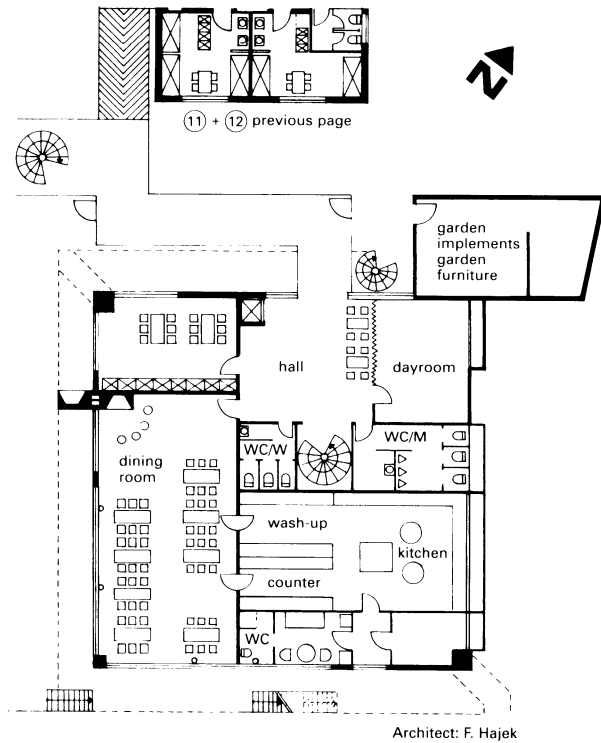 N
11 + 12 previous page
garden
implements
garden
furniture
hall
dayroom
WC/W
WC/M
dining
room
wash-up
kitchen
counter
WC
Architect: F. Hajek